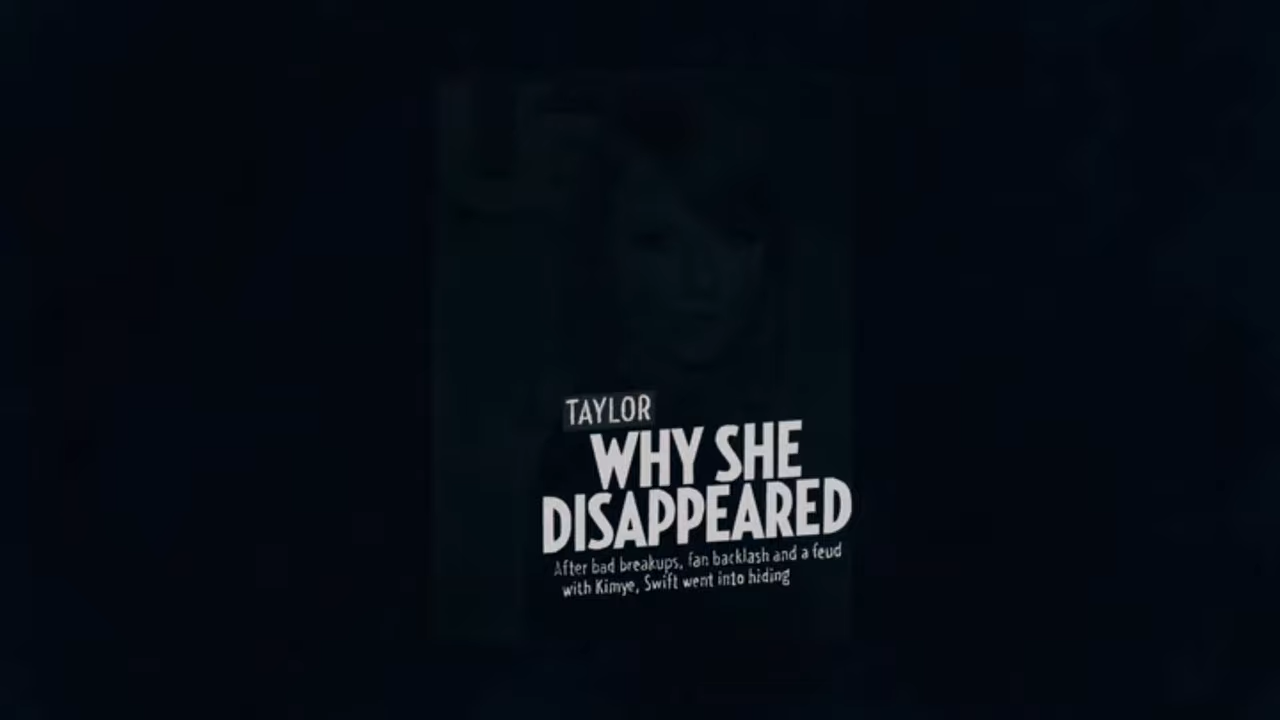 TAYLOR
WHY SHE
DISAPPEARED
After bad breakups, fan backlash and a feud
with Kimye, Swift went into hiding